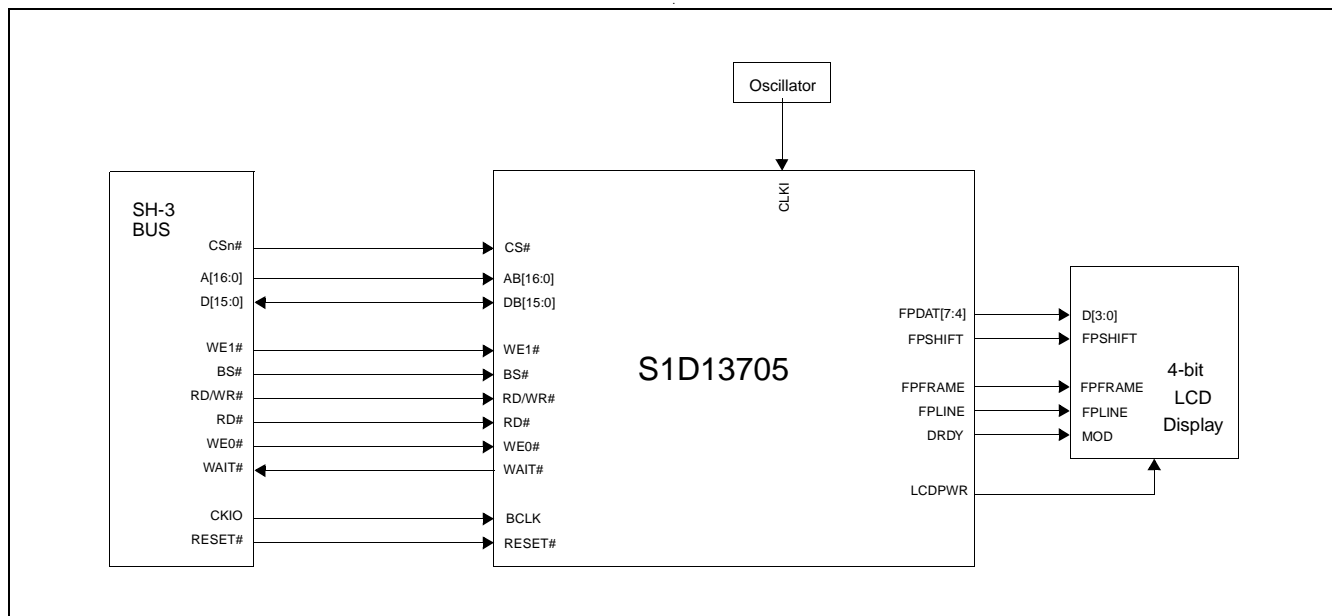 Oscillator
CLKI
SH-3
BUS
CSn#
A[16:0]
D[15:0]
WE1#
BS#
RD/WR#
RD#
WE0#
WAIT#
CKIO
RESET#
CS#
AB[16:0]
DB[15:0]
WE1#
BS#
RD/WR#
RD#
WE0#
WAIT#
BCLK
RESET#
S1D13705
FPDAT[7:4]
FPSHIFT
FPFRAME
FPLINE
DRDY
LCDPWR
D[3:0]
FPSHIFT
FPFRAME
FPLINE
MOD
4-bit
LCD
Display